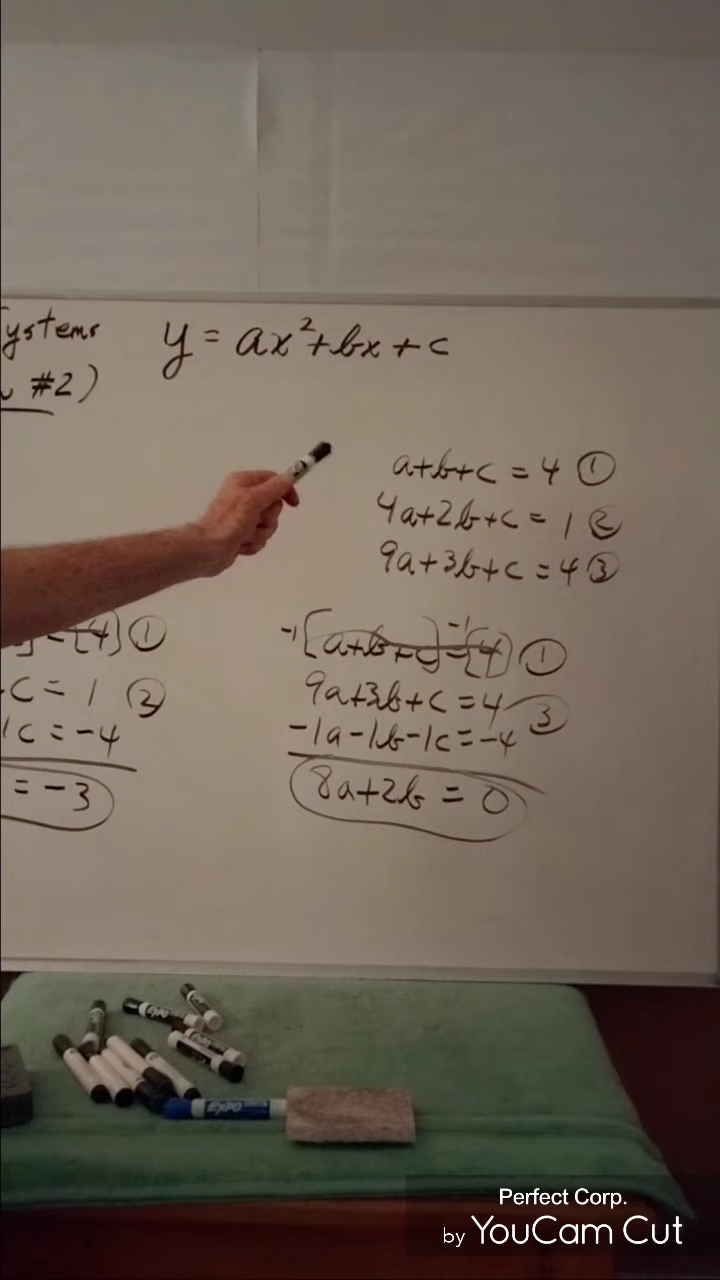 ystems
#2)
y = ax²+bx+c
a+b+c = 4 ①
4a+2b+c = 1 ②
9a+3b+c = 4 ③
] = [4] ①
c = 1 ②
1c = -4
= -3
-1[a+b+c] = -1[4] ①
9a+3b+c = 4 ③
-1a-1b-1c = -4
8a+2b = 0
Perfect Corp.
by YouCam Cut